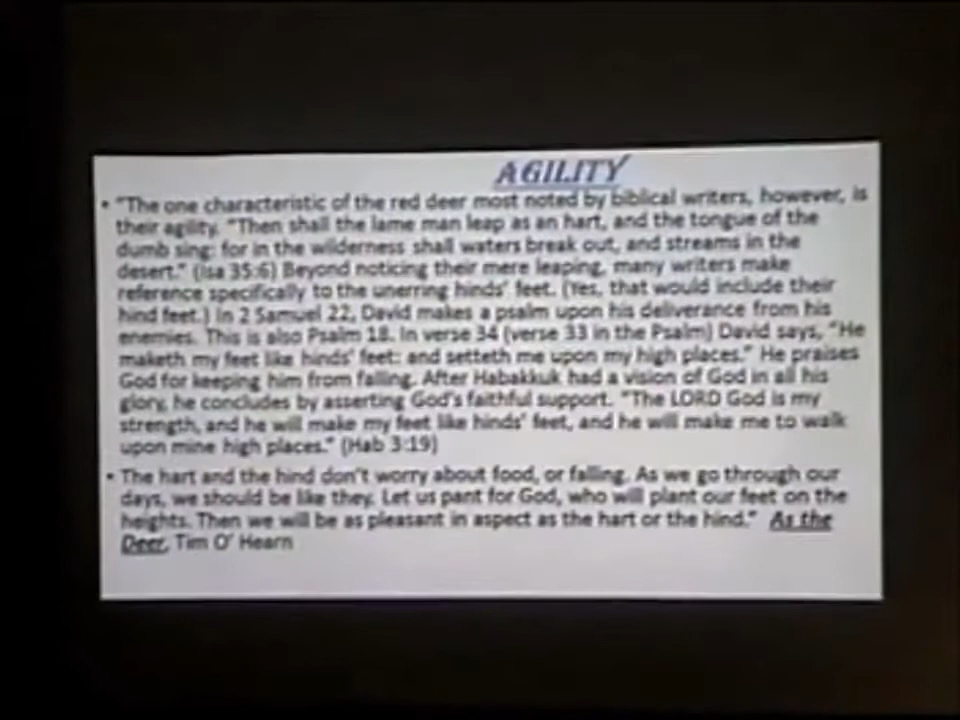 AGILITY
• "The one characteristic of the red deer most noted by biblical writers, however, is
their agility. "Then shall the lame man leap as an hart, and the tongue of the
dumb sing: for in the wilderness shall waters break out, and streams in the
desert." (Isa 35:6) Beyond noticing their mere leaping, many writers make
reference specifically to the unerring hinds' feet. (Yes, that would include their
hind feet.) In 2 Samuel 22, David makes a psalm upon his deliverance from his
enemies. This is also Psalm 18. In verse 34 (verse 33 in the Psalm) David says, "He
maketh my feet like hinds' feet: and setteth me upon my high places." He praises
God for keeping him from falling. After Habakkuk had a vision of God in all his
glory, he concludes by asserting God's faithful support. "The LORD God is my
strength, and he will make my feet like hinds' feet, and he will make me to walk
upon mine high places." (Hab 3:19)
• The hart and the hind don't worry about food, or falling. As we go through our
days, we should be like they. Let us pant for God, who will plant our feet on the
heights. Then we will be as pleasant in aspect as the hart or the hind." As the
Deer, Tim O' Hearn